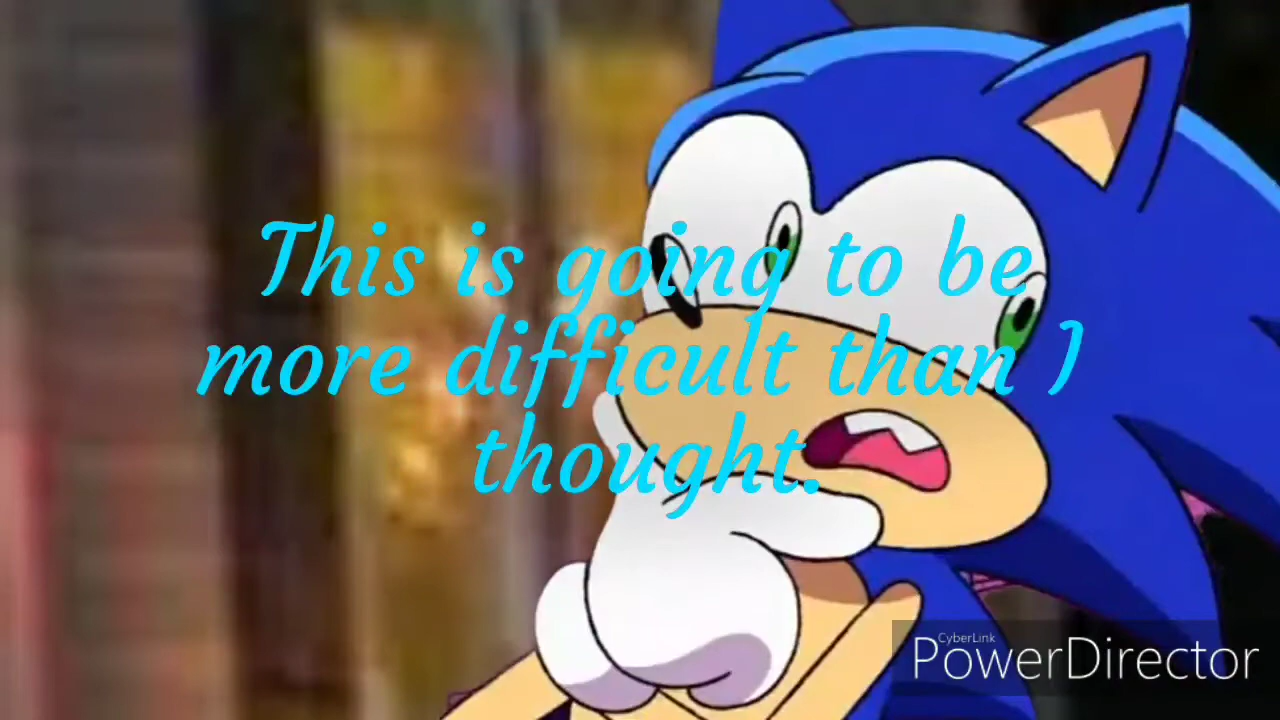 This is going to be
more difficult than I
thought.
CyberLink
PowerDirector